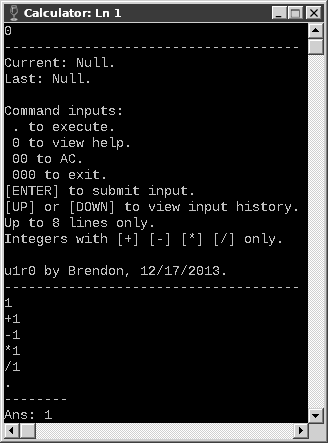 Calculator: Ln 1
0
------------------------------------
Current: Null.
Last: Null.
Command inputs:
. to execute.
0 to view help.
00 to AC.
000 to exit.
[ENTER] to submit input.
[UP] or [DOWN] to view input history.
Up to 8 lines only.
Integers with [+] [-] [*] [/] only.
u1r0 by Brendon, 12/17/2013.
------------------------------------
1
+1
-1
*1
/1
.
--------
Ans: 1